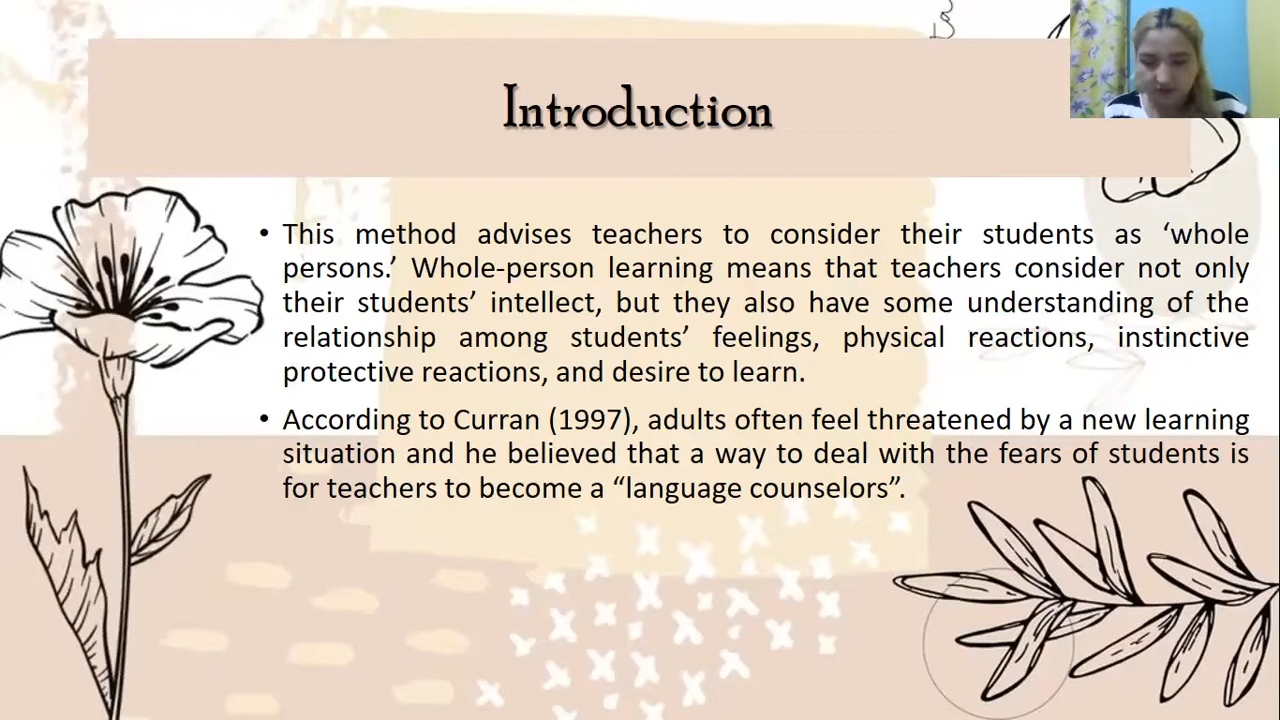 Introduction
• This method advises teachers to consider their students as ‘whole
persons.’ Whole-person learning means that teachers consider not only
their students’ intellect, but they also have some understanding of the
relationship among students’ feelings, physical reactions, instinctive
protective reactions, and desire to learn.
• According to Curran (1997), adults often feel threatened by a new learning
situation and he believed that a way to deal with the fears of students is
for teachers to become a “language counselors”.